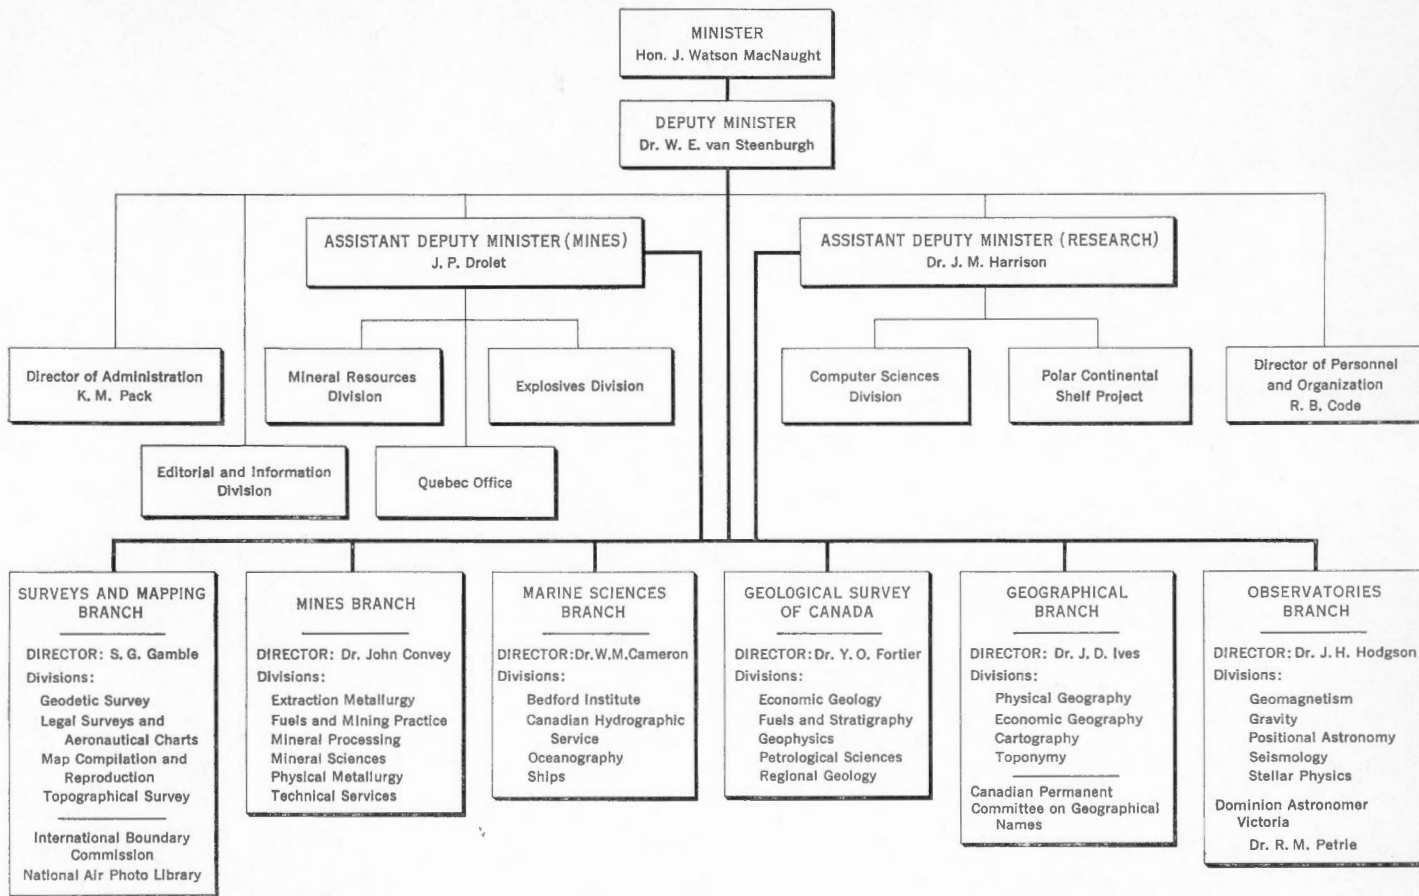 MINISTER
Hon. J. Watson MacNaught
DEPUTY MINISTER
Dr. W. E. van Steenburgh
ASSISTANT DEPUTY MINISTER (MINES)
J. P. Drolet
ASSISTANT DEPUTY MINISTER (RESEARCH)
Dr. J. M. Harrison
Director of Administration
K. M. Pack
Mineral Resources
Division
Explosives Division
Computer Sciences
Division
Polar Continental
Shelf Project
Director of Personnel
and Organization
R. B. Code
Editorial and Information
Division
Quebec Office
SURVEYS AND MAPPING
BRANCH
DIRECTOR: S. G. Gamble
Divisions:
Geodetic Survey
Legal Surveys and
Aeronautical Charts
Map Compilation and
Reproduction
Topographical Survey
International Boundary
Commission
National Air Photo Library
MINES BRANCH
DIRECTOR: Dr. John Convey
Divisions:
Extraction Metallurgy
Fuels and Mining Practice
Mineral Processing
Mineral Sciences
Physical Metallurgy
Technical Services
MARINE SCIENCES
BRANCH
DIRECTOR:Dr.W.M.Cameron
Divisions:
Bedford Institute
Canadian Hydrographic
Service
Oceanography
Ships
GEOLOGICAL SURVEY
OF CANADA
DIRECTOR:Dr. Y. O. Fortier
Divisions:
Economic Geology
Fuels and Stratigraphy
Geophysics
Petrological Sciences
Regional Geology
GEOGRAPHICAL
BRANCH
DIRECTOR: Dr. J. D. Ives
Divisions:
Physical Geography
Economic Geography
Cartography
Toponymy
Canadian Permanent
Committee on Geographical
Names
OBSERVATORIES
BRANCH
DIRECTOR: Dr. J. H. Hodgson
Divisions:
Geomagnetism
Gravity
Positional Astronomy
Seismology
Stellar Physics
Dominion Astronomer
Victoria
Dr. R. M. Petrie